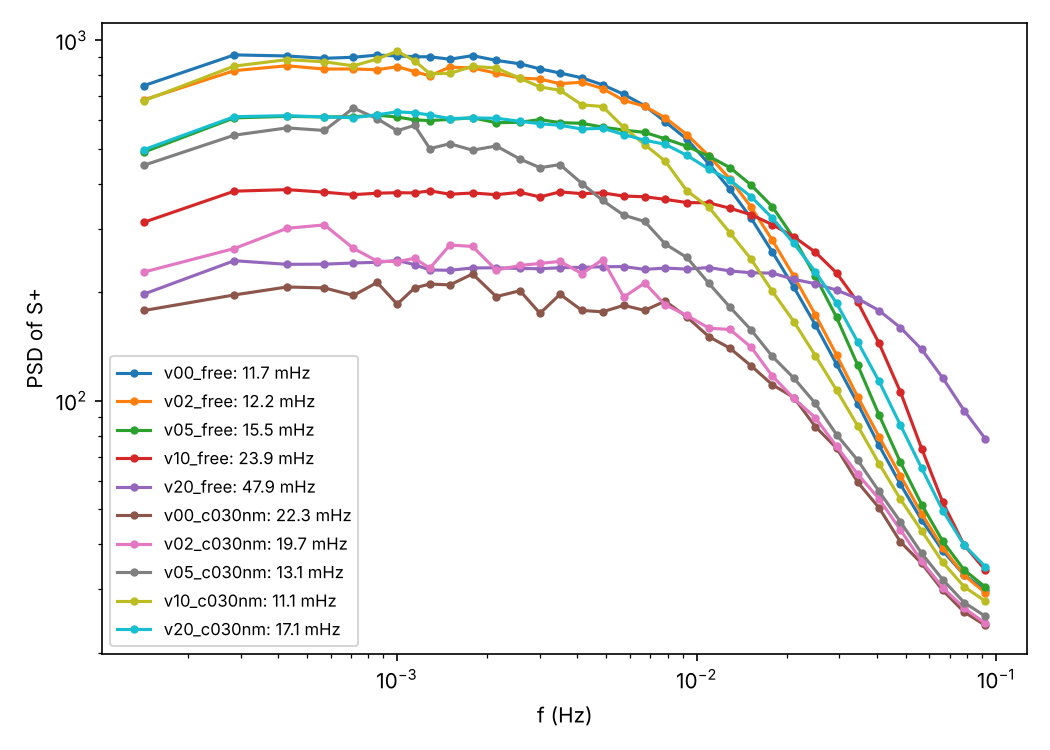 10³
PSD of S+
10²
v00_free: 11.7 mHz
v02_free: 12.2 mHz
v05_free: 15.5 mHz
v10_free: 23.9 mHz
v20_free: 47.9 mHz
v00_c030nm: 22.3 mHz
v02_c030nm: 19.7 mHz
v05_c030nm: 13.1 mHz
v10_c030nm: 11.1 mHz
v20_c030nm: 17.1 mHz
10⁻³ 10⁻² 10⁻¹
f (Hz)